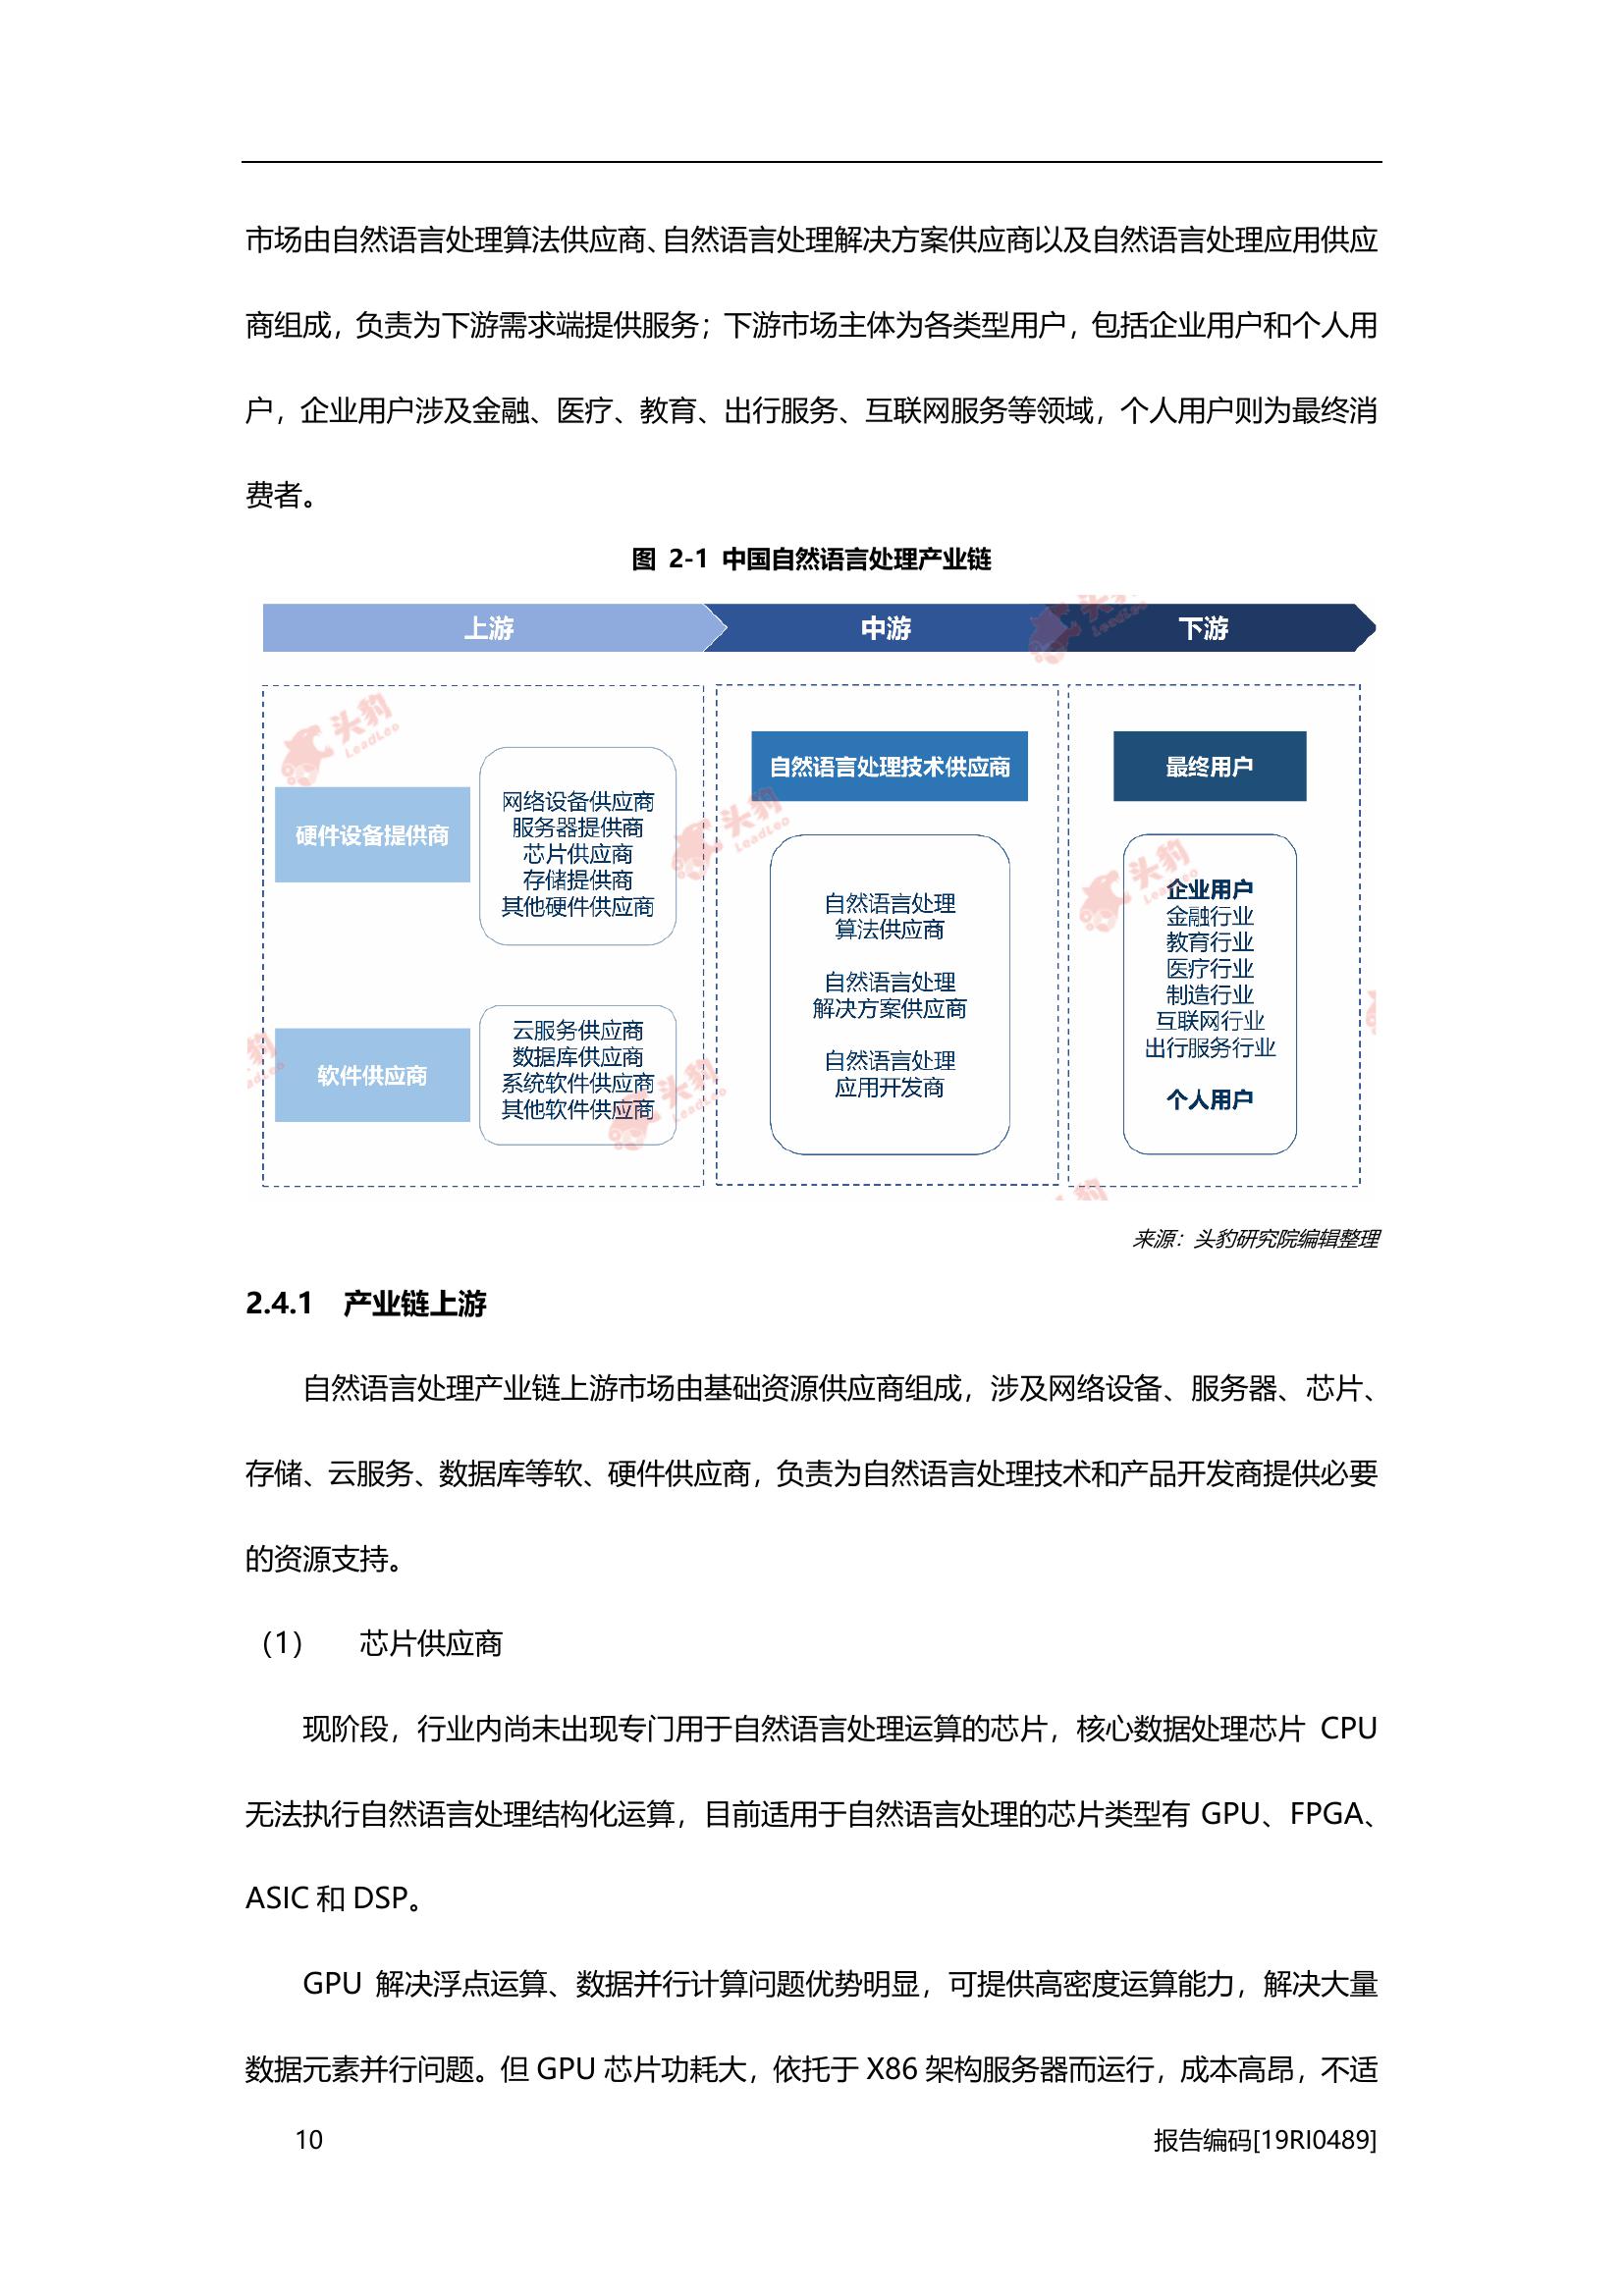 市场由自然语言处理算法供应商、自然语言处理解决方案供应商以及自然语言处理应用供应
商组成，负责为下游需求端提供服务；下游市场主体为各类型用户，包括企业用户和个人用
户，企业用户涉及金融、医疗、教育、出行服务、互联网服务等领域，个人用户则为最终消
费者。
图 2-1 中国自然语言处理产业链
上游
中游
下游
硬件设备提供商
网络设备供应商
服务器提供商
芯片供应商
存储提供商
其他硬件供应商
软件供应商
云服务供应商
数据库供应商
系统软件供应商
其他软件供应商
自然语言处理技术供应商
自然语言处理
算法供应商
自然语言处理
解决方案供应商
自然语言处理
应用开发商
最终用户
企业用户
金融行业
教育行业
医疗行业
制造行业
互联网行业
出行服务行业
个人用户
头豹
LeadLeo
头豹
LeadLeo
头豹
LeadLeo
头豹
LeadLeo
头豹
LeadLeo
来源：头豹研究院编辑整理
2.4.1 产业链上游
自然语言处理产业链上游市场由基础资源供应商组成，涉及网络设备、服务器、芯片、
存储、云服务、数据库等软、硬件供应商，负责为自然语言处理技术和产品开发商提供必要
的资源支持。
（1） 芯片供应商
现阶段，行业内尚未出现专门用于自然语言处理运算的芯片，核心数据处理芯片 CPU
无法执行自然语言处理结构化运算，目前适用于自然语言处理的芯片类型有 GPU、FPGA、
ASIC 和 DSP。
GPU 解决浮点运算、数据并行计算问题优势明显，可提供高密度运算能力，解决大量
数据元素并行问题。但 GPU 芯片功耗大，依托于 X86 架构服务器而运行，成本高昂，不适
10
报告编码[19RI0489]